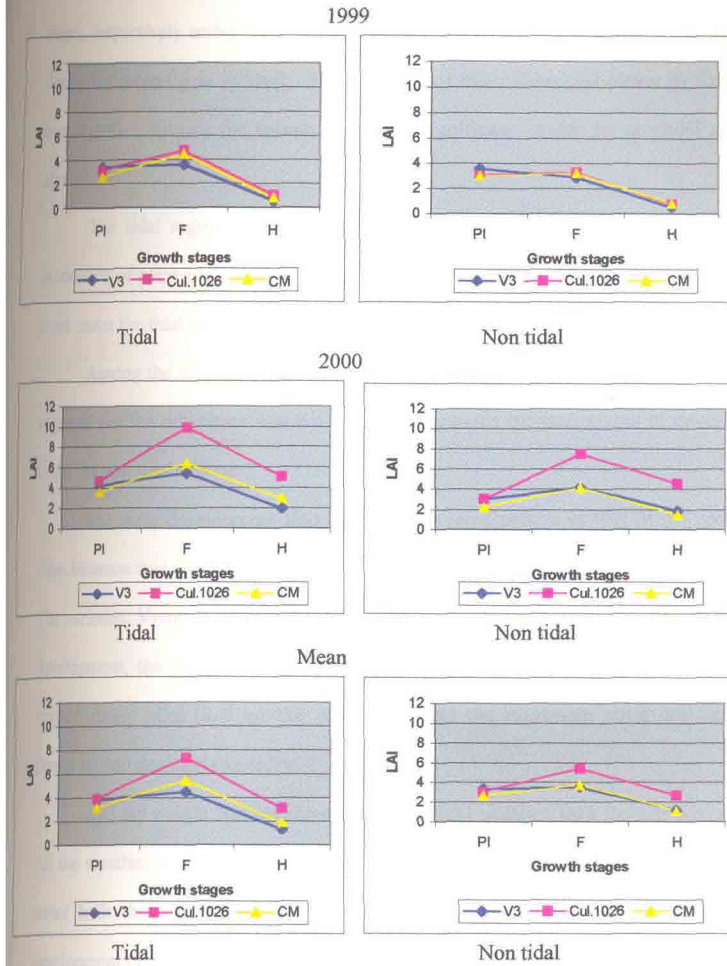 1999
12
10
8
6
4
2
0
LAI
PI F H
Growth stages
V3 Cul.1026 CM
Tidal
12
10
8
6
4
2
0
LAI
PI F H
Growth stages
V3 Cul.1026 CM
Non tidal
2000
12
10
8
6
4
2
0
LAI
PI F H
Growth stages
V3 Cul.1026 CM
Tidal
12
10
8
6
4
2
0
LAI
PI F H
Growth stages
V3 Cul.1026 CM
Non tidal
Mean
12
10
8
6
4
2
0
LAI
PI F H
Growth stages
V3 Cul.1026 CM
Tidal
12
10
8
6
4
2
0
LAI
PI F H
Growth stages
V3 Cul.1026 CM
Non tidal